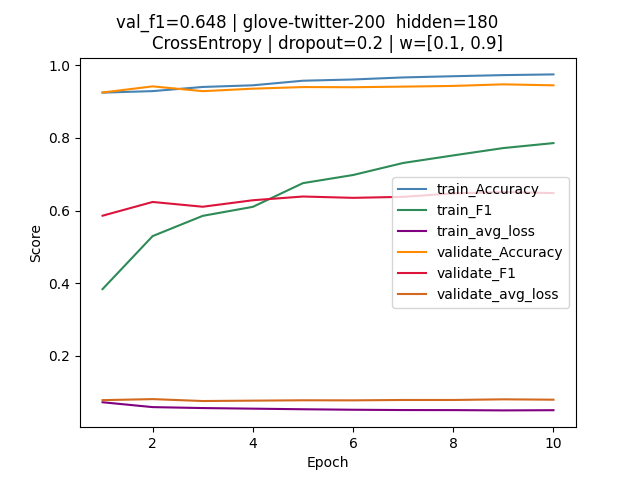 val_f1=0.648 | glove-twitter-200  hidden=180
CrossEntropy | dropout=0.2 | w=[0.1, 0.9]
1.0
0.8
0.6
0.4
0.2
Score
train_Accuracy
train_F1
train_avg_loss
validate_Accuracy
validate_F1
validate_avg_loss
2 4 6 8 10
Epoch